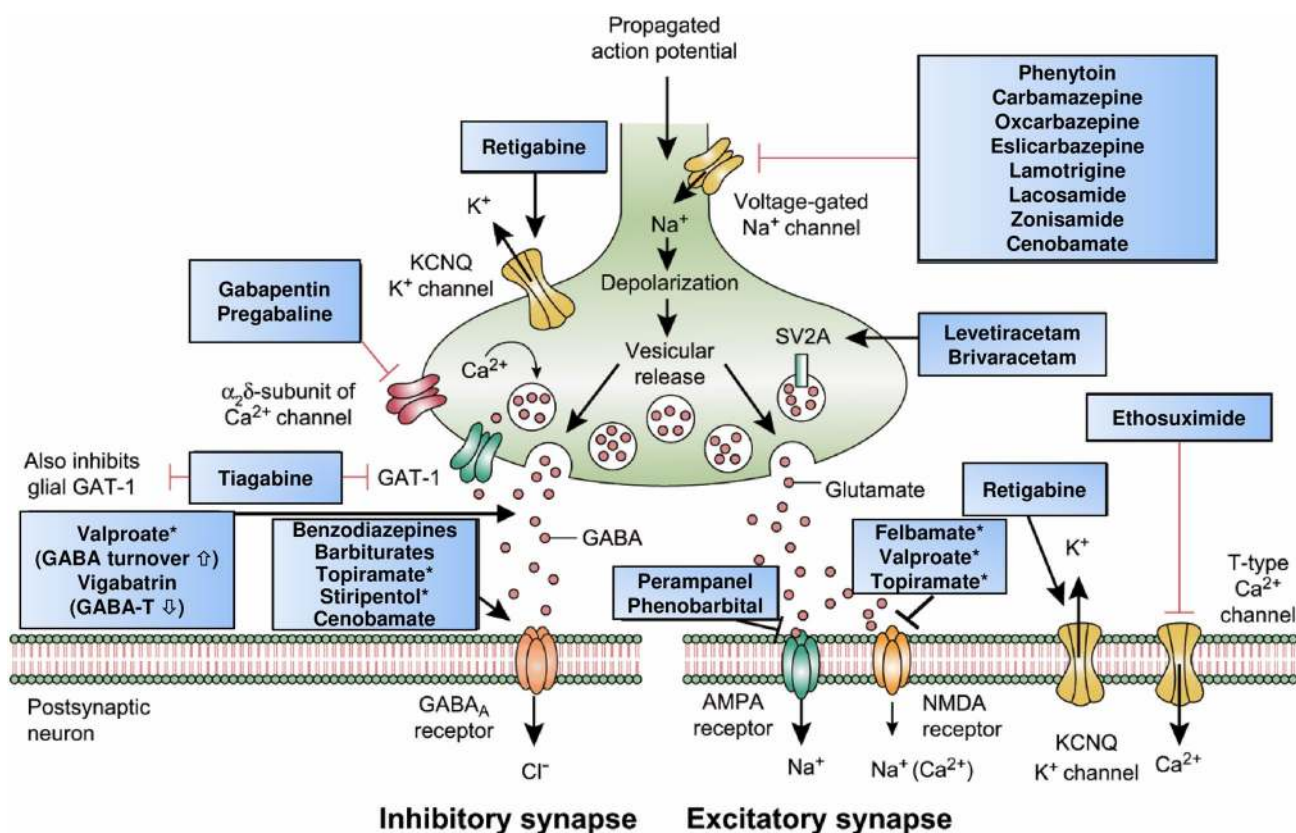 Propagated
action potential
Phenytoin
Carbamazepine
Oxcarbazepine
Eslicarbazepine
Lamotrigine
Lacosamide
Zonisamide
Cenobamate
Retigabine
K⁺
Voltage-gated
Na⁺ channel
Na⁺
KCNQ
K⁺ channel
Depolarization
Gabapentin
Pregabaline
SV2A
Levetiracetam
Brivaracetam
Vesicular
release
Ca²⁺
α₂δ-subunit of
Ca²⁺ channel
Ethosuximide
Also inhibits
glial GAT-1
Tiagabine
GAT-1
Glutamate
Retigabine
Valproate*
(GABA turnover ⇧)
Vigabatrin
(GABA-T ⇩)
Benzodiazepines
Barbiturates
Topiramate*
Stiripentol*
Cenobamate
GABA
Felbamate*
Valproate*
Topiramate*
K⁺
T-type
Ca²⁺
channel
Perampanel
Phenobarbital
Postsynaptic
neuron
GABA_A
receptor
AMPA
receptor
NMDA
receptor
KCNQ
K⁺ channel
Cl⁻
Na⁺
Na⁺ (Ca²⁺)
Ca²⁺
Inhibitory synapse
Excitatory synapse